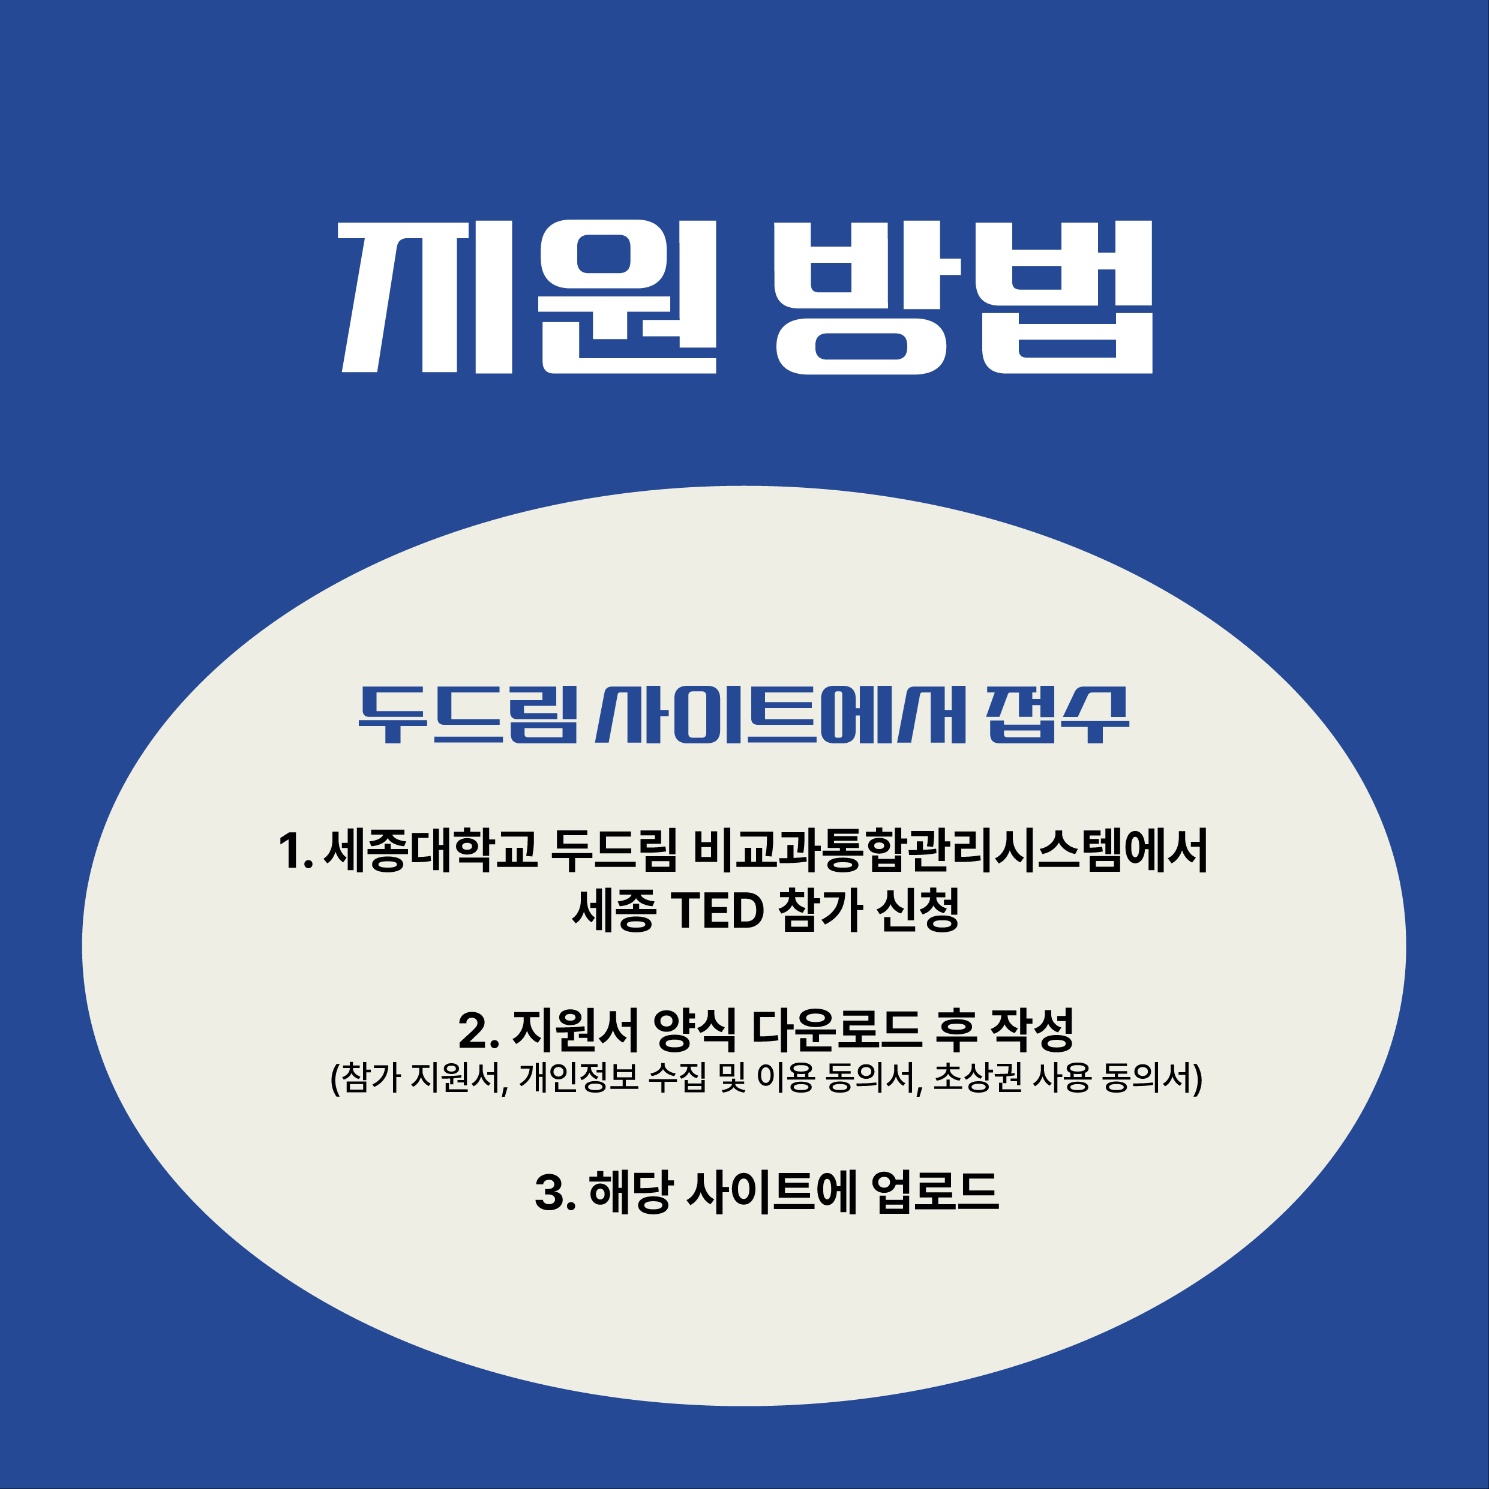 지원 방법
두드림 사이트에서 접수
1. 세종대학교 두드림 비교과통합관리시스템에서
세종 TED 참가 신청
2. 지원서 양식 다운로드 후 작성
(참가 지원서, 개인정보 수집 및 이용 동의서, 초상권 사용 동의서)
3. 해당 사이트에 업로드